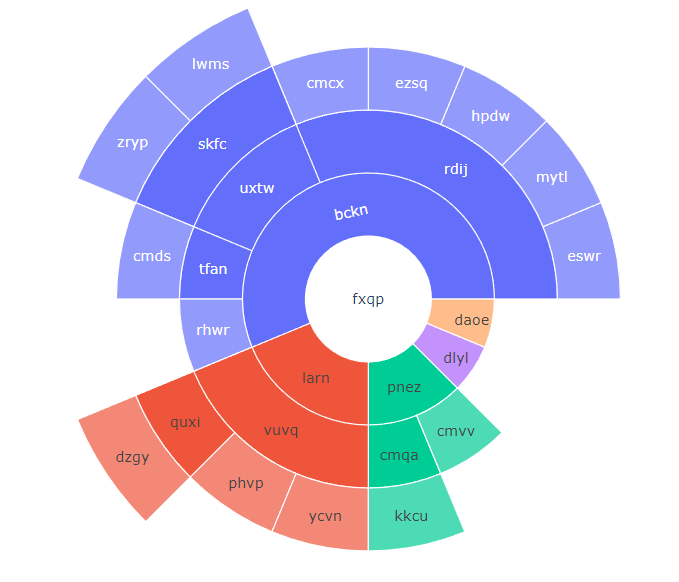 lwms
cmcx
ezsq
hpdw
zryp
skfc
rdij
mytl
uxtw
bckn
cmds
tfan
eswr
fxqp
rhwr
daoe
dlyl
larn
pnez
quxi
vuvq
cmvv
dzgy
cmqa
phvp
ycvn
kkcu